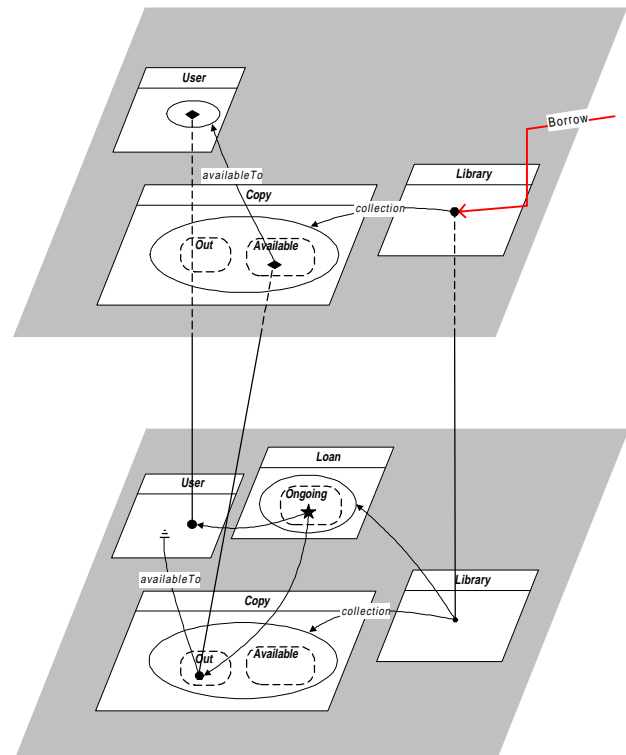 User
Borrow
availableTo
Library
Copy
collection
Out
Available
Loan
User
Ongoing
availableTo
Library
Copy
collection
Out
Available